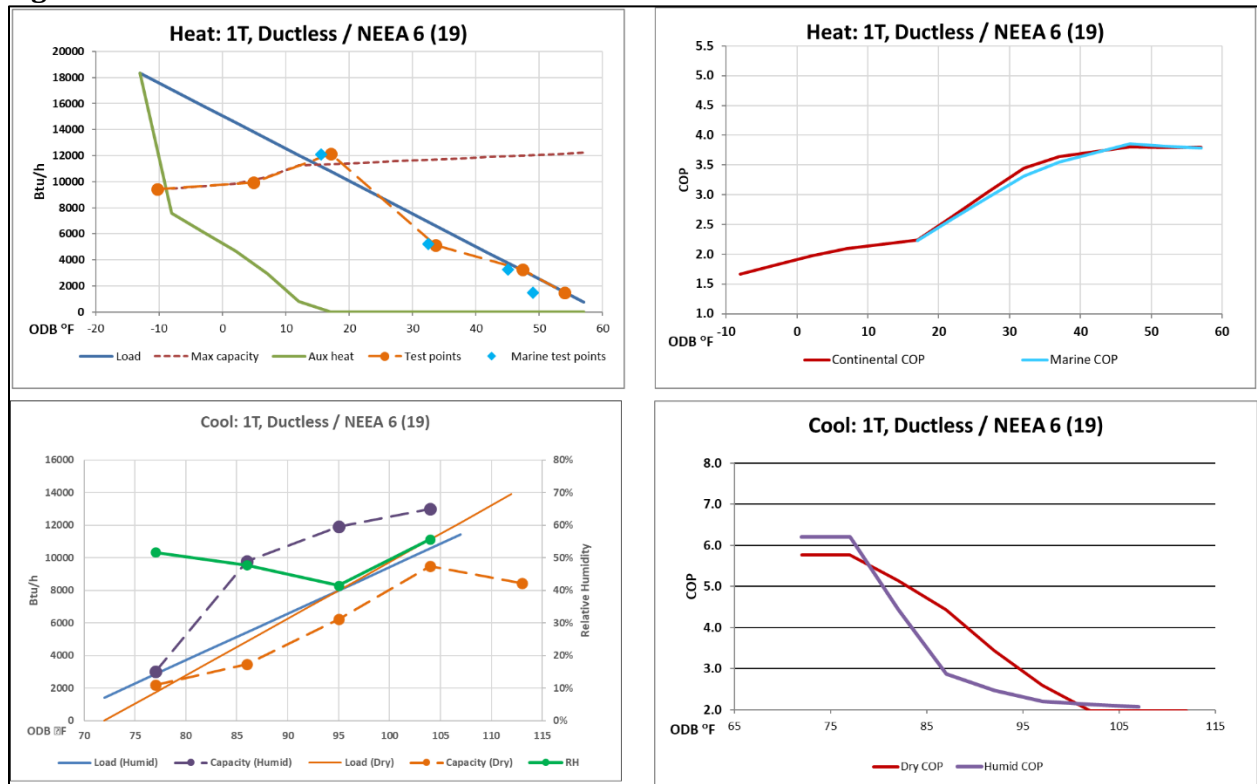 Heat: 1T, Ductless / NEEA 6 (19)
20000
18000
16000
14000
12000
10000
8000
6000
4000
2000
0
Btu/h
-20 -10 0 10 20 30 40 50 60
ODB °F
Load Max capacity Aux heat Test points Marine test points
Heat: 1T, Ductless / NEEA 6 (19)
5.5
5.0
4.5
4.0
3.5
3.0
2.5
2.0
1.5
1.0
COP
-10 0 10 20 30 40 50 60
ODB °F
Continental COP Marine COP
Cool: 1T, Ductless / NEEA 6 (19)
16000
14000
12000
10000
8000
6000
4000
2000
0
Btu/h
80%
70%
60%
50%
40%
30%
20%
10%
0%
Relative Humidity
70 75 80 85 90 95 100 105 110 115
ODB �F
Load (Humid) Capacity (Humid) Load (Dry) Capacity (Dry) RH
Cool: 1T, Ductless / NEEA 6 (19)
8.0
7.0
6.0
5.0
4.0
3.0
2.0
COP
65 75 85 95 105 115
ODB °F
Dry COP Humid COP